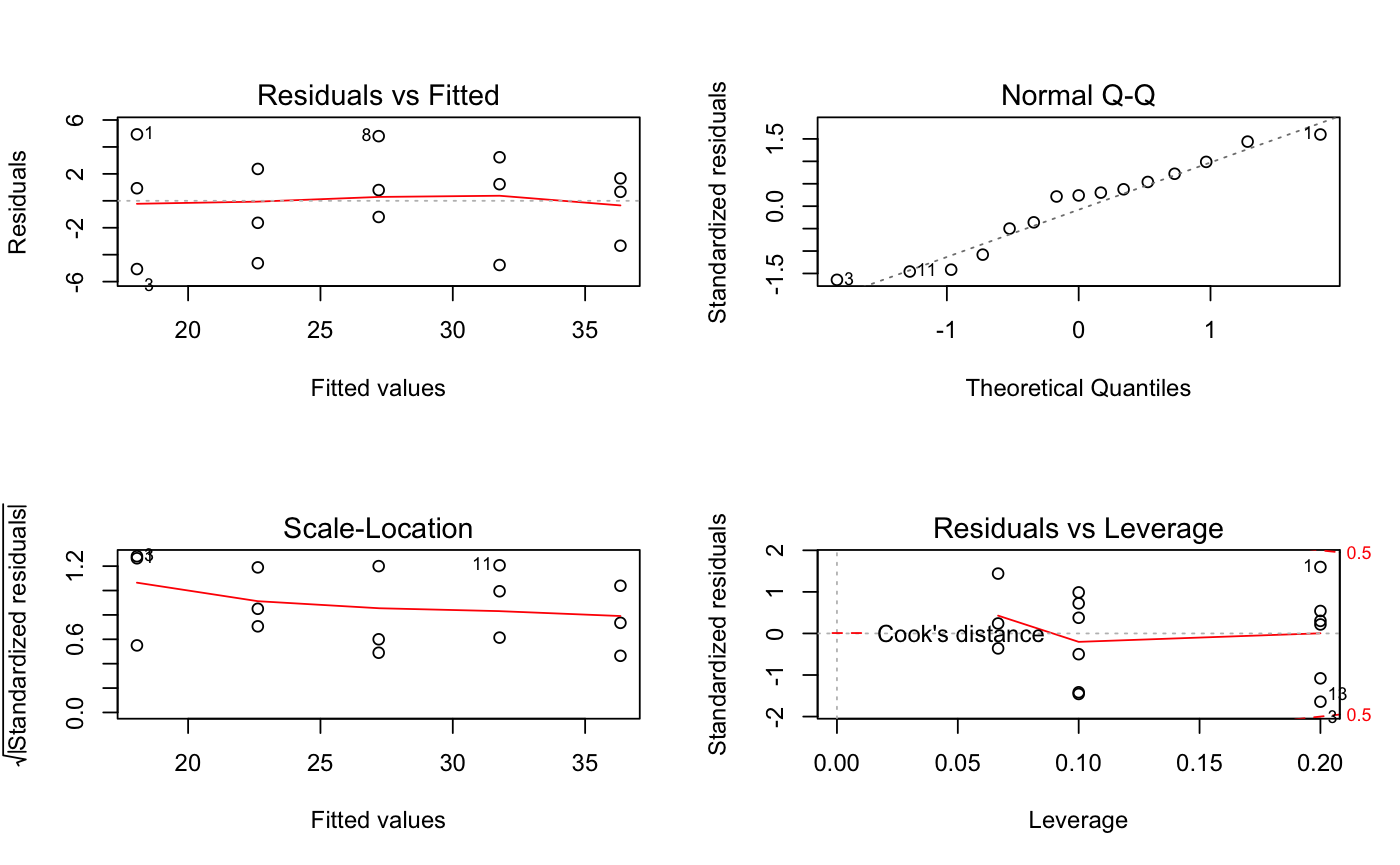 Residuals vs Fitted
Residuals
6
2
-2
-6
1
8
3
20 25 30 35
Fitted values
Normal Q-Q
Standardized residuals
1.5
0.0
-1.5
1
11
3
-1 0 1
Theoretical Quantiles
Scale-Location
√|Standardized residuals|
1.2
0.6
0.0
3
1
11
20 25 30 35
Fitted values
Residuals vs Leverage
Standardized residuals
2
1
0
-1
-2
0.5
1
Cook's distance
13
0.5
3
0.00 0.05 0.10 0.15 0.20
Leverage